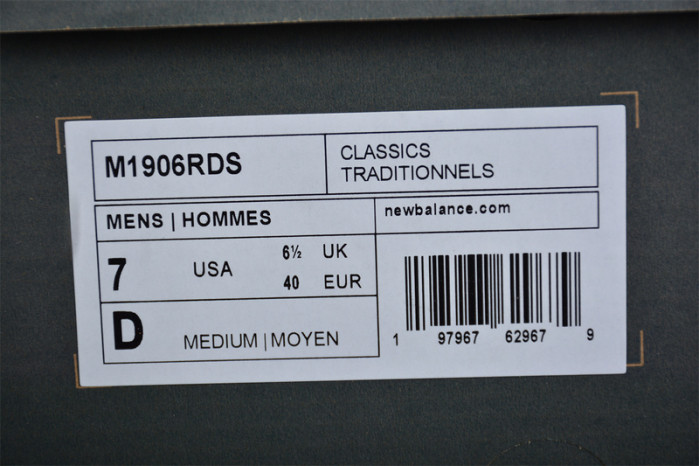 M1906RDS
CLASSICS
TRADITIONNELS
MENS | HOMMES
newbalance.com
7
USA
6½ UK
40 EUR
D
MEDIUM | MOYEN
1 97967 62967 9